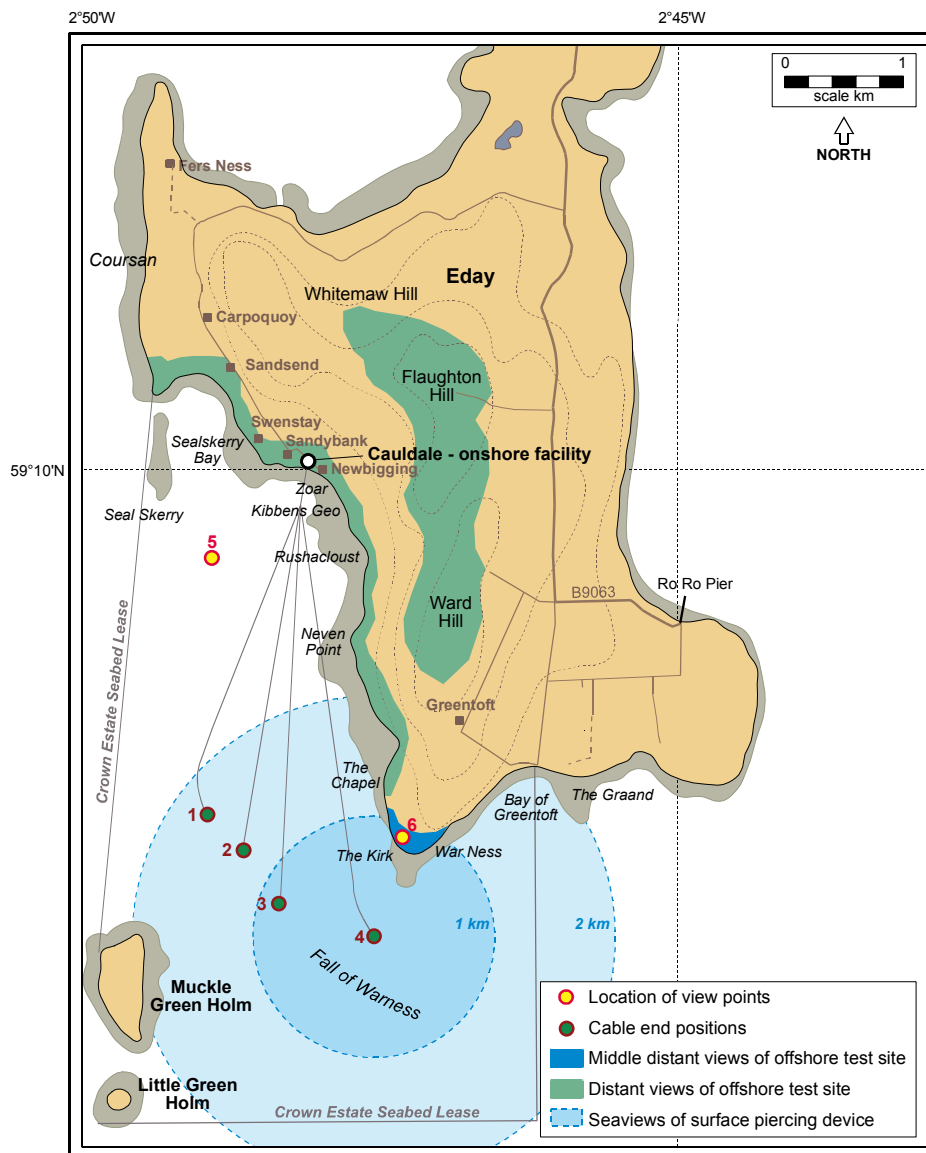 2°50'W
2°45'W
0 1
scale km
NORTH
Fers Ness
Coursan
Eday
Whitemaw Hill
Carpoquoy
Sandsend
Flaughton
Hill
Swenstay
Sealskerry
Bay
Sandybank
Cauldale - onshore facility
59°10'N
Newbigging
Zoar
Seal Skerry
Kibbens Geo
5
Rushacloust
Ro Ro Pier
B9063
Ward
Hill
Neven
Point
Greentoft
Crown Estate Seabed Lease
The
Chapel
Bay of
Greentoft
The Graand
1
6
2
The Kirk
War Ness
3
1 km
2 km
4
Fall of Warness
Muckle
Green Holm
Little Green
Holm
Crown Estate Seabed Lease
Location of view points
Cable end positions
Middle distant views of offshore test site
Distant views of offshore test site
Seaviews of surface piercing device